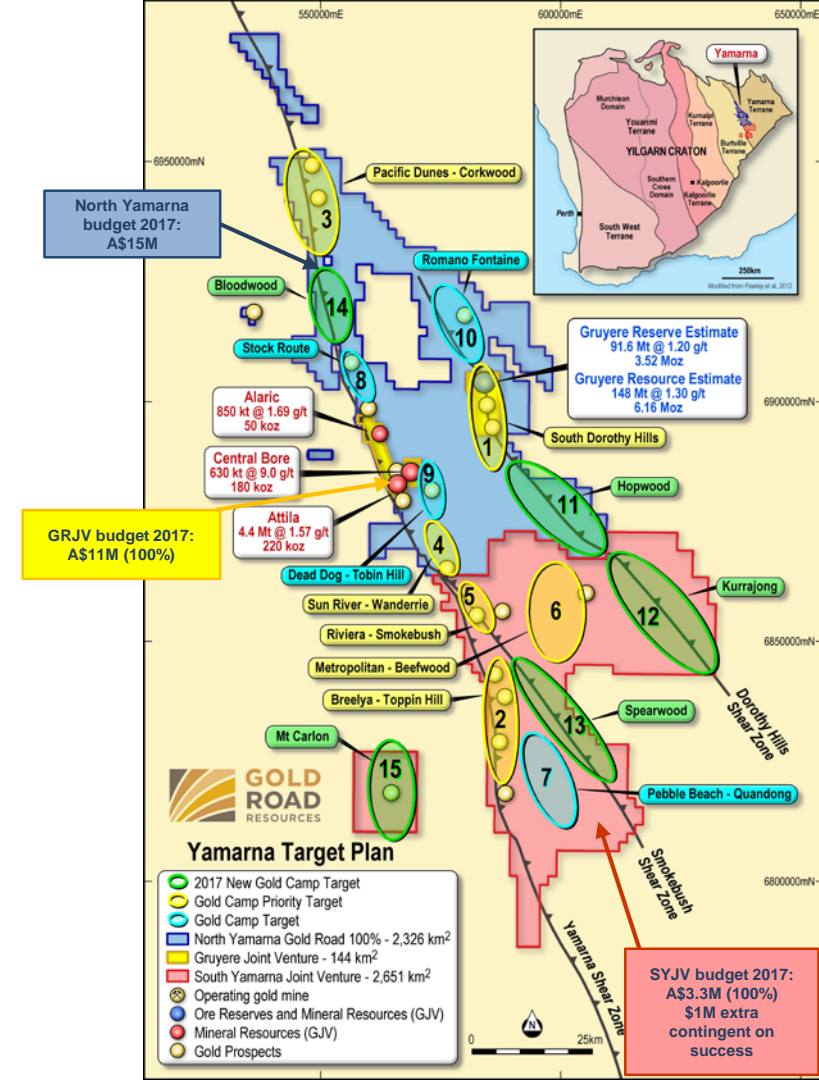 550000mE
600000mE
650000mE
Yamarna
Murchison
Domain
Youanmi
Terrane
Kurnalpi
Terrane
Yamarna
Terrane
Burtville
Terrane
YILGARN CRATON
Southern
Cross
Domain
Kalgoorlie
Kalgoorlie
Terrane
Perth
South West
Terrane
250km
Modified from Pawley et al, 2012
6950000mN
Pacific Dunes - Corkwood
3
North Yamarna
budget 2017:
A$15M
Romano Fontaine
Bloodwood
14
10
Stock Route
8
Gruyere Reserve Estimate
91.6 Mt @ 1.20 g/t
3.52 Moz
Gruyere Resource Estimate
148 Mt @ 1.30 g/t
6.16 Moz
6900000mN
Alaric
850 kt @ 1.69 g/t
50 koz
1
South Dorothy Hills
Central Bore
630 kt @ 9.0 g/t
180 koz
9
11
Hopwood
Attila
4.4 Mt @ 1.57 g/t
220 koz
GRJV budget 2017:
A$11M (100%)
4
Dead Dog - Tobin Hill
Sun River - Wanderrie
5
6
12
Kurrajong
Riviera - Smokebush
6850000mN
Metropolitan - Beefwood
Breelya - Toppin Hill
2
13
Spearwood
Dorothy Hills
Shear Zone
Mt Carlon
15
7
Pebble Beach - Quandong
GOLD
ROAD
RESOURCES
Smokebush
Shear Zone
6800000mN
Yamarna Shear Zone
Yamarna Target Plan
2017 New Gold Camp Target
Gold Camp Priority Target
Gold Camp Target
North Yamarna Gold Road 100% - 2,326 km²
Gruyere Joint Venture - 144 km²
South Yamarna Joint Venture - 2,651 km²
Operating gold mine
Ore Reserves and Mineral Resources (GJV)
Mineral Resources (GJV)
Gold Prospects
N
0
25km
SYJV budget 2017:
A$3.3M (100%)
$1M extra
contingent on
success